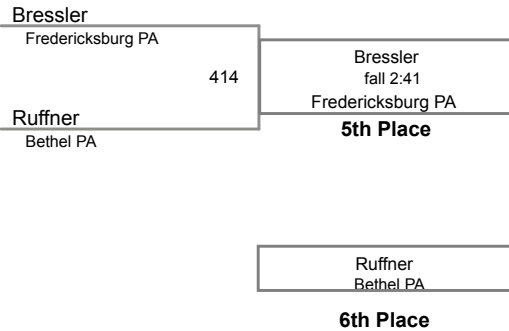 Bressler
Fredericksburg PA
414
Ruffner
Bethel PA
Bressler
fall 2:41
Fredericksburg PA
5th Place
Ruffner
Bethel PA
6th Place